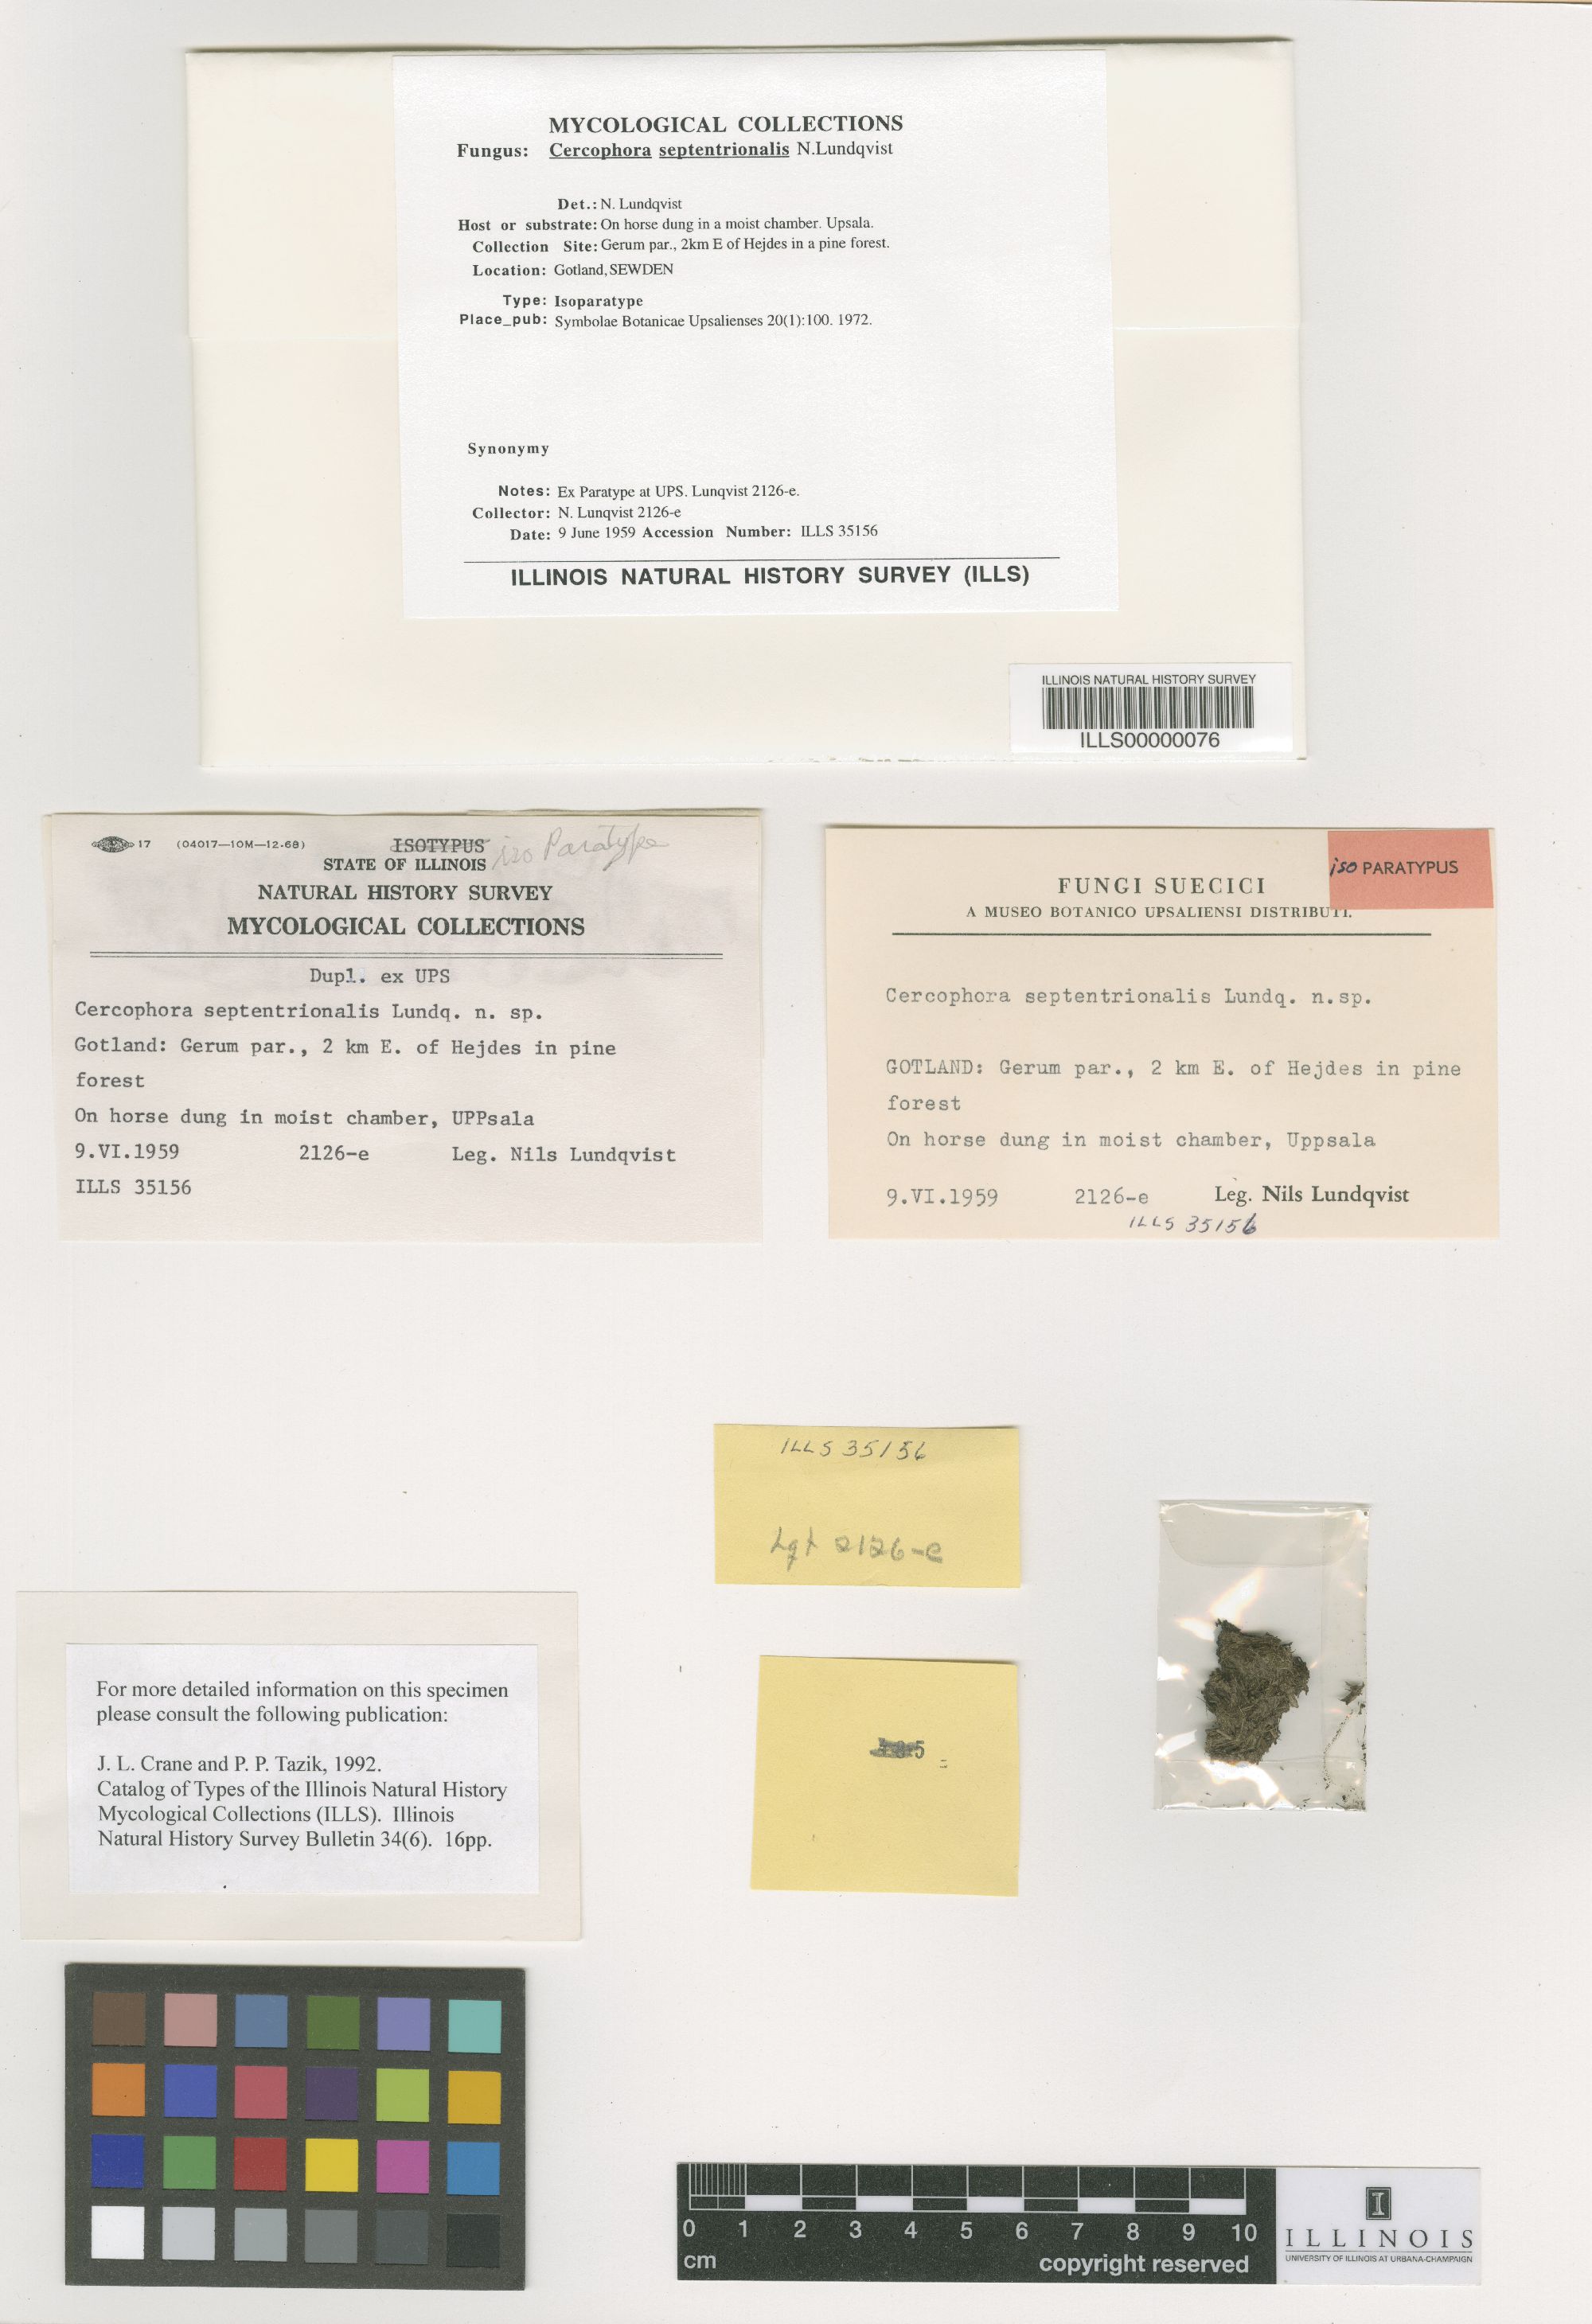 MYCOLOGICAL COLLECTIONS
Fungus: Cercophora septentrionalis N.Lundqvist
Det.: N. Lundqvist
Host or substrate: On horse dung in a moist chamber. Upsala.
Collection Site: Gerum par., 2km E of Hejdes in a pine forest.
Location: Gotland, SEWDEN
Type: Isoparatype
Place_pub: Symbolae Botanicae Upsalienses 20(1):100. 1972.
Synonymy
Notes: Ex Paratype at UPS. Lunqvist 2126-e.
Collector: N. Lunqvist 2126-e
Date: 9 June 1959 Accession Number: ILLS 35156
ILLINOIS NATURAL HISTORY SURVEY (ILLS)
ILLINOIS NATURAL HISTORY SURVEY
ILLS00000076
17 (04017—10M—12-68) ISOTYPUS iso Paratype
STATE OF ILLINOIS
NATURAL HISTORY SURVEY
MYCOLOGICAL COLLECTIONS
Dupl. ex UPS
Cercophora septentrionalis Lundq. n. sp.
Gotland: Gerum par., 2 km E. of Hejdes in pine
forest
On horse dung in moist chamber, UPPsala
9.VI.1959 2126-e Leg. Nils Lundqvist
ILLS 35156
iso PARATYPUS
FUNGI SUECICI
A MUSEO BOTANICO UPSALIENSI DISTRIBUTI.
Cercophora septentrionalis Lundq. n.sp.
GOTLAND: Gerum par., 2 km E. of Hejdes in pine
forest
On horse dung in moist chamber, Uppsala
9.VI.1959 2126-e Leg. Nils Lundqvist
ILLS 35156
ILLS 35156
Lqt 2126-e
For more detailed information on this specimen
please consult the following publication:
J. L. Crane and P. P. Tazik, 1992.
Catalog of Types of the Illinois Natural History
Mycological Collections (ILLS). Illinois
Natural History Survey Bulletin 34(6). 16pp.
0 1 2 3 4 5 6 7 8 9 10
cm copyright reserved
I
ILLINOIS
UNIVERSITY OF ILLINOIS AT URBANA-CHAMPAIGN